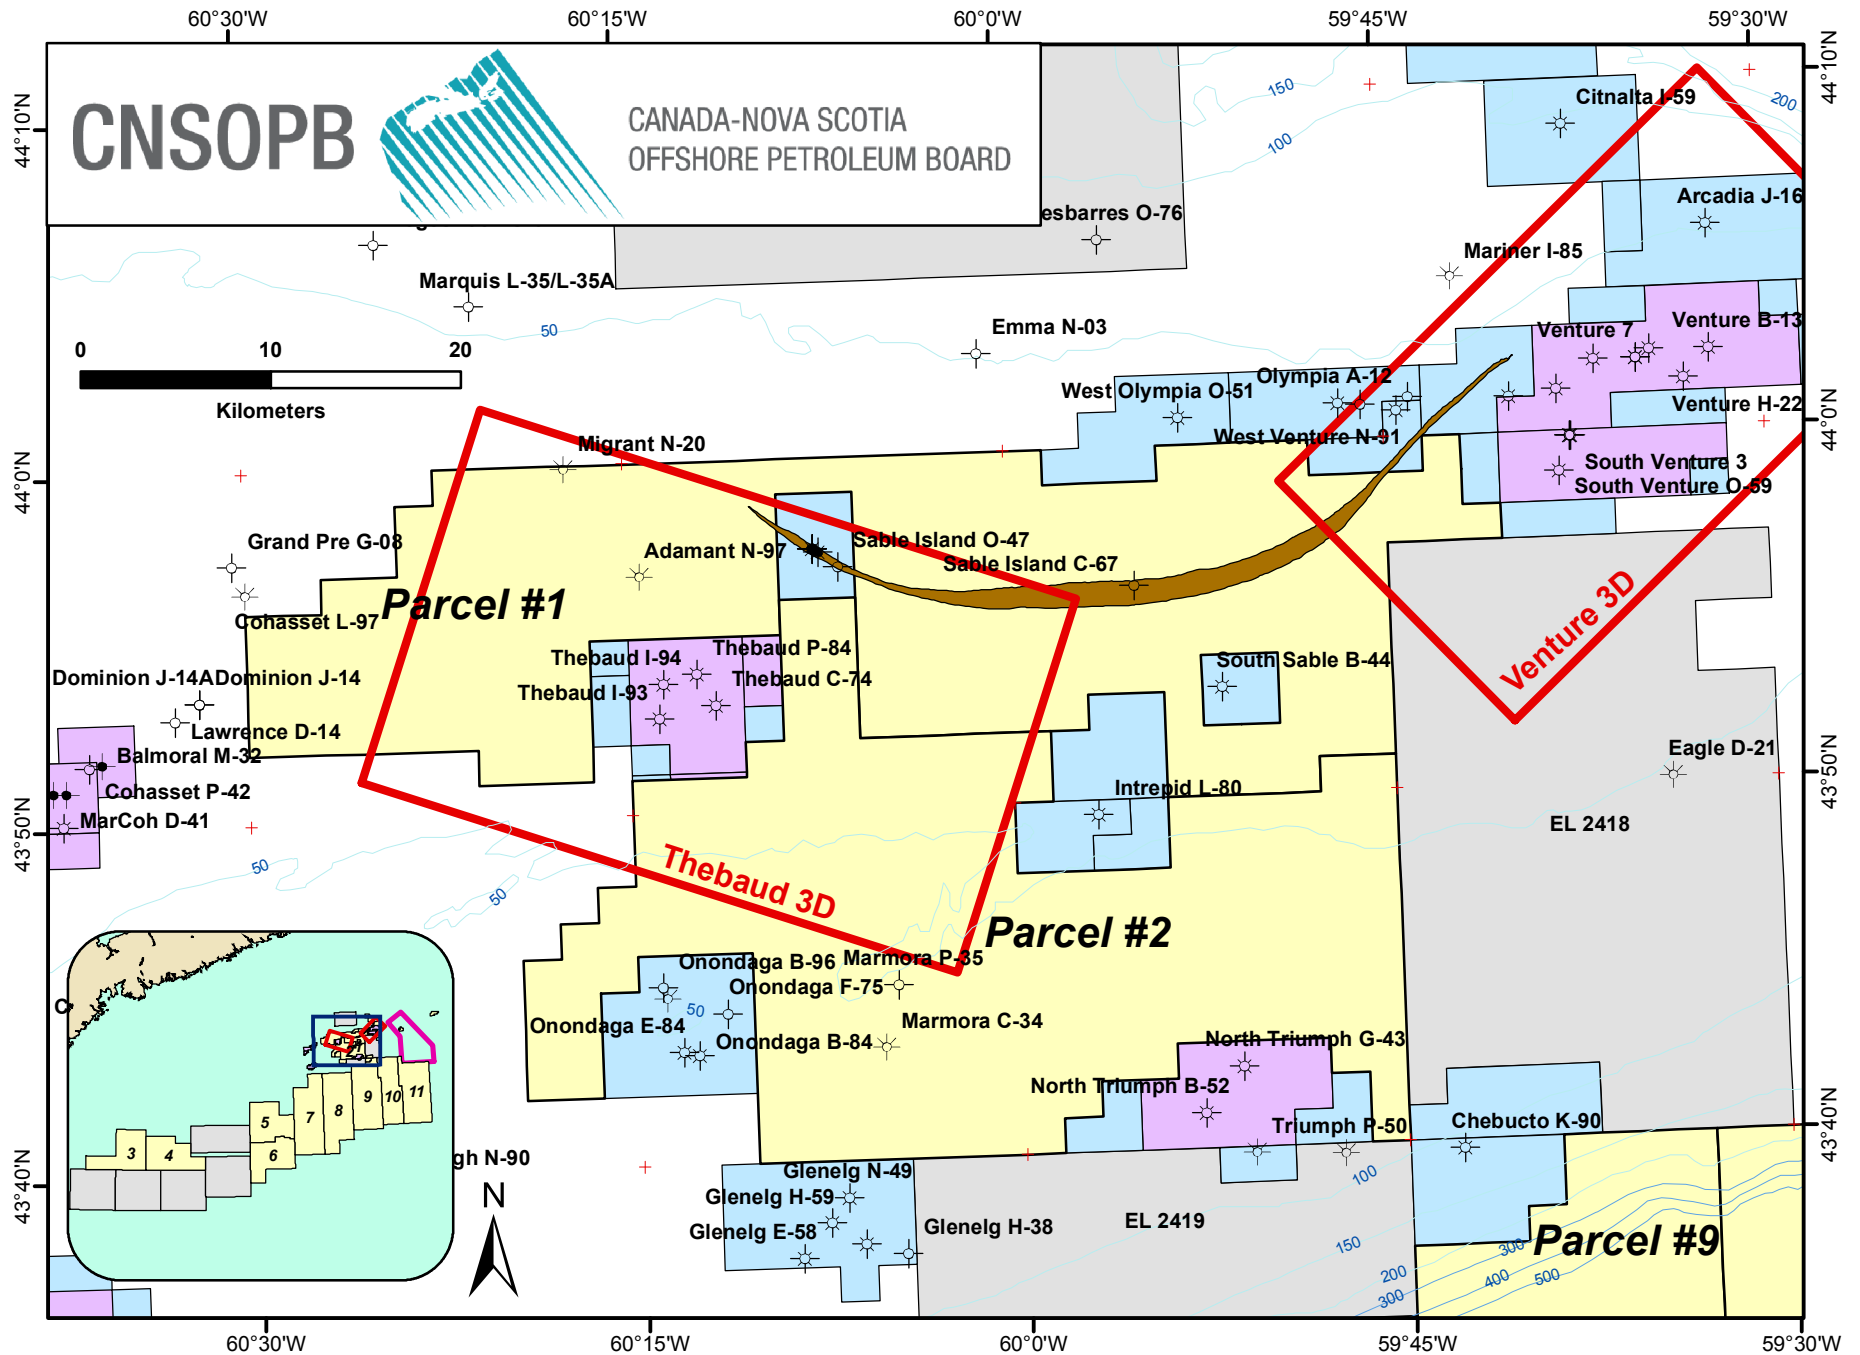 60°30'W
60°15'W
60°0'W
59°45'W
59°30'W
44°10'N
44°0'N
43°50'N
43°40'N
44°10'N
44°0'N
43°50'N
43°40'N
CNSOPB
CANADA-NOVA SCOTIA
OFFSHORE PETROLEUM BOARD
150
100
200
Citnalta I-59
Arcadia J-16
esbarres O-76
Mariner I-85
Marquis L-35/L-35A
50
Emma N-03
0 10 20
Kilometers
Venture 7
Venture B-13
West Olympia O-51
Olympia A-12
Venture H-22
West Venture N-91
Migrant N-20
South Venture 3
South Venture O-59
Grand Pre G-08
Adamant N-97
Sable Island O-47
Sable Island C-67
Parcel #1
Cohasset L-97
Venture 3D
Thebaud P-84
Thebaud I-94
South Sable B-44
Dominion J-14A
Dominion J-14
Thebaud I-93
Thebaud C-74
Lawrence D-14
Balmoral M-32
Eagle D-21
Cohasset P-42
Intrepid L-80
MarCoh D-41
EL 2418
50
50
Thebaud 3D
Parcel #2
Onondaga B-96
Marmora P-35
Onondaga F-75
50
Onondaga E-84
Marmora C-34
Onondaga B-84
North Triumph G-43
North Triumph B-52
Triumph P-50
Chebucto K-90
C
3
4
5
6
7
8
9
10
11
gh N-90
N
Glenelg N-49
Glenelg H-59
Glenelg E-58
Glenelg H-38
EL 2419
100
150
200
300
300
400
500
Parcel #9
60°30'W
60°15'W
60°0'W
59°45'W
59°30'W